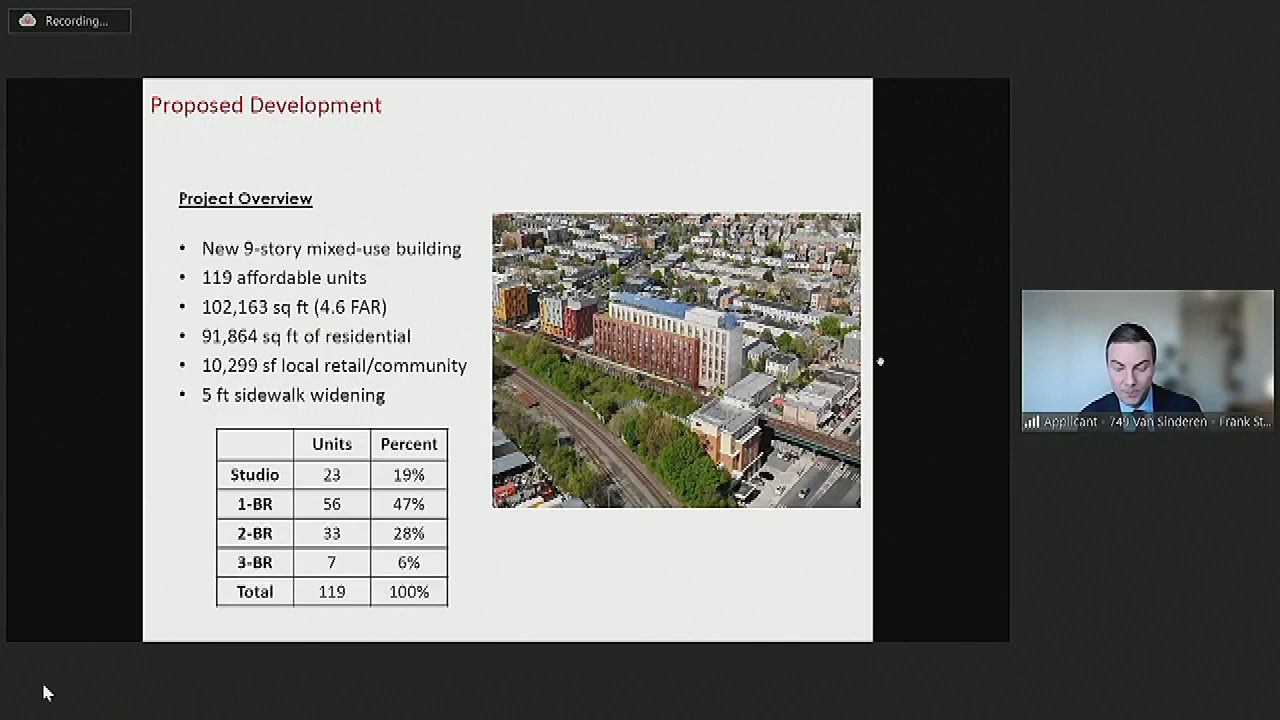 Recording...
Proposed Development
Project Overview
• New 9-story mixed-use building
• 119 affordable units
• 102,163 sq ft (4.6 FAR)
• 91,864 sq ft of residential
• 10,299 sf local retail/community
• 5 ft sidewalk widening
Units Percent
Studio 23 19%
1-BR 56 47%
2-BR 33 28%
3-BR 7 6%
Total 119 100%
Applicant - 749 Van Sinderen - Frank St...